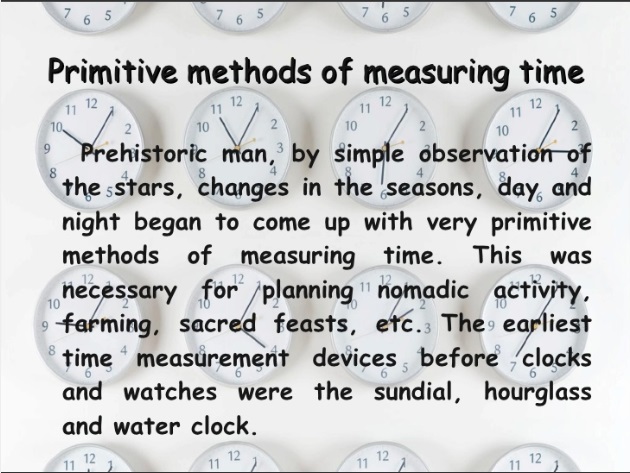 Primitive methods of measuring time
Prehistoric man, by simple observation of
the stars, changes in the seasons, day and
night began to come up with very primitive
methods of measuring time. This was
necessary for planning nomadic activity,
farming, sacred feasts, etc. The earliest
time measurement devices before clocks
and watches were the sundial, hourglass
and water clock.